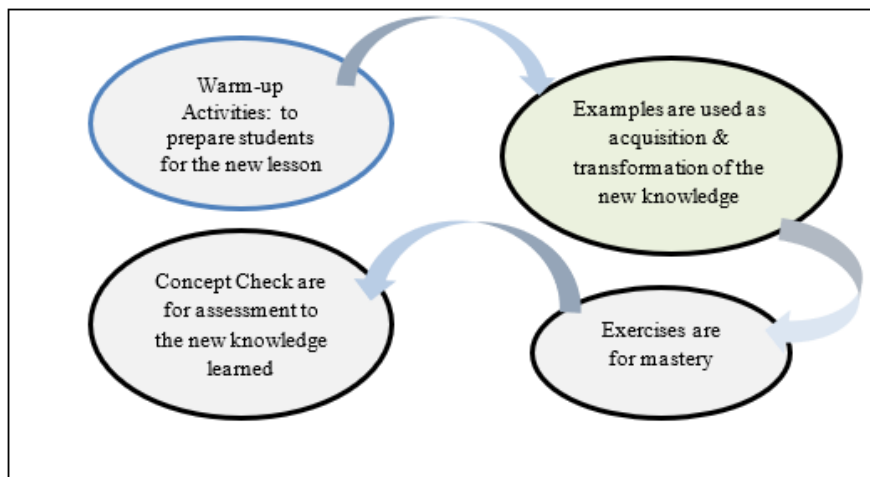 Warm-up
Activities: to
prepare students
for the new lesson
Examples are used as
acquisition &
transformation of the
new knowledge
Exercises are
for mastery
Concept Check are
for assessment to
the new knowledge
learned